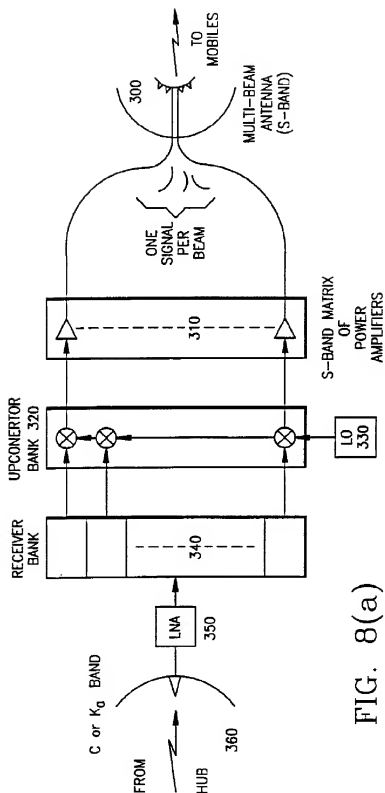 FROM
HUB
C or Ka BAND
360
LNA
350
RECEIVER
BANK
340
UPCONERTOR
BANK 320
LO
330
310
S-BAND MATRIX
OF
POWER
AMPLIFIERS
ONE
SIGNAL
PER
BEAM
300
TO
MOBILES
MULTI-BEAM
ANTENNA
(S-BAND)
FIG. 8(a)